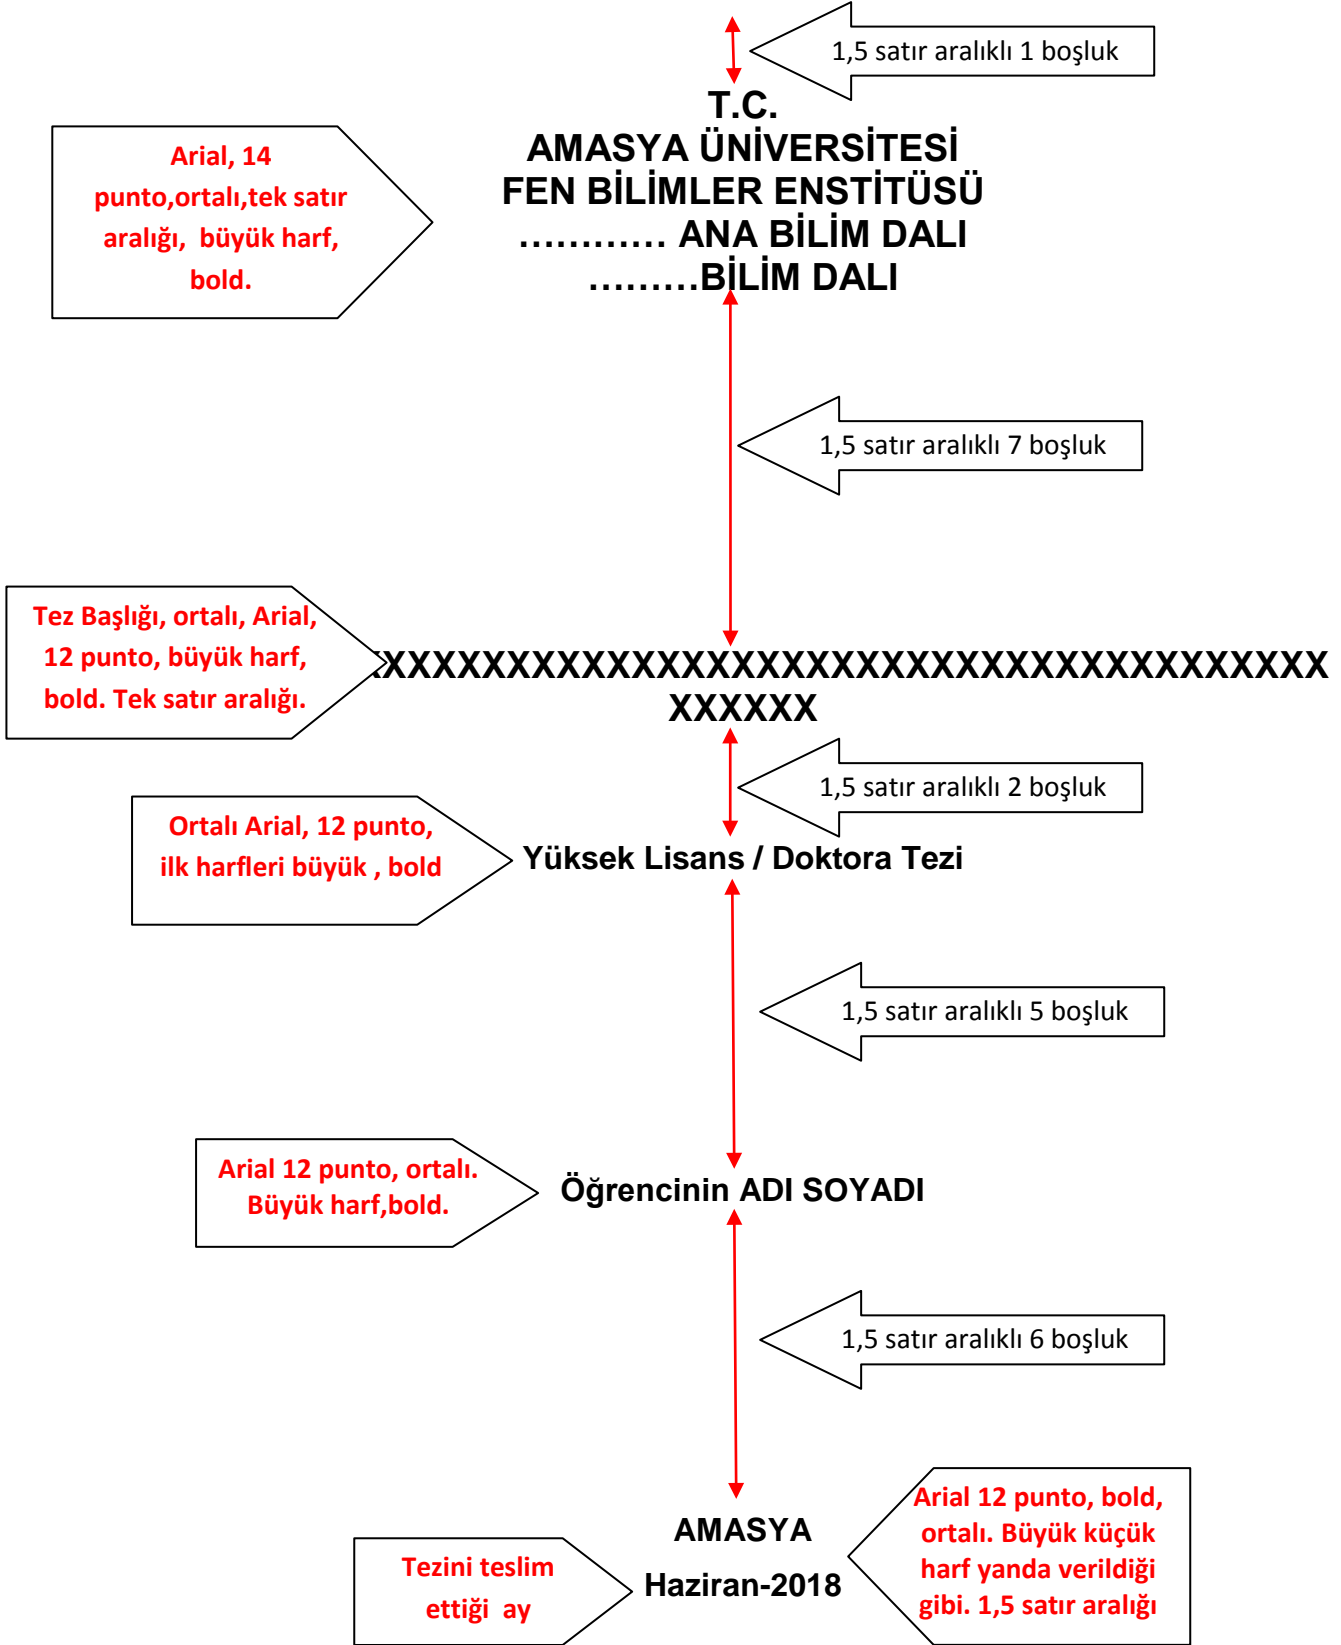 1,5 satır aralıklı 1 boşluk
T.C.
AMASYA ÜNİVERSİTESİ
FEN BİLİMLER ENSTİTÜSÜ
………… ANA BİLİM DALI
………BİLİM DALI
Arial, 14
punto,ortalı,tek satır
aralığı, büyük harf,
bold.
1,5 satır aralıklı 7 boşluk
Tez Başlığı, ortalı, Arial,
12 punto, büyük harf,
bold. Tek satır aralığı.
XXXXXXXXXXXXXXXXXXXXXXXXXXXXXXXXXXXXXXX
XXXXXX
1,5 satır aralıklı 2 boşluk
Ortalı Arial, 12 punto,
ilk harfleri büyük , bold
Yüksek Lisans / Doktora Tezi
1,5 satır aralıklı 5 boşluk
Arial 12 punto, ortalı.
Büyük harf,bold.
Öğrencinin ADI SOYADI
1,5 satır aralıklı 6 boşluk
AMASYA
Haziran-2018
Arial 12 punto, bold,
ortalı. Büyük küçük
harf yanda verildiği
gibi. 1,5 satır aralığı
Tezini teslim
ettiği ay